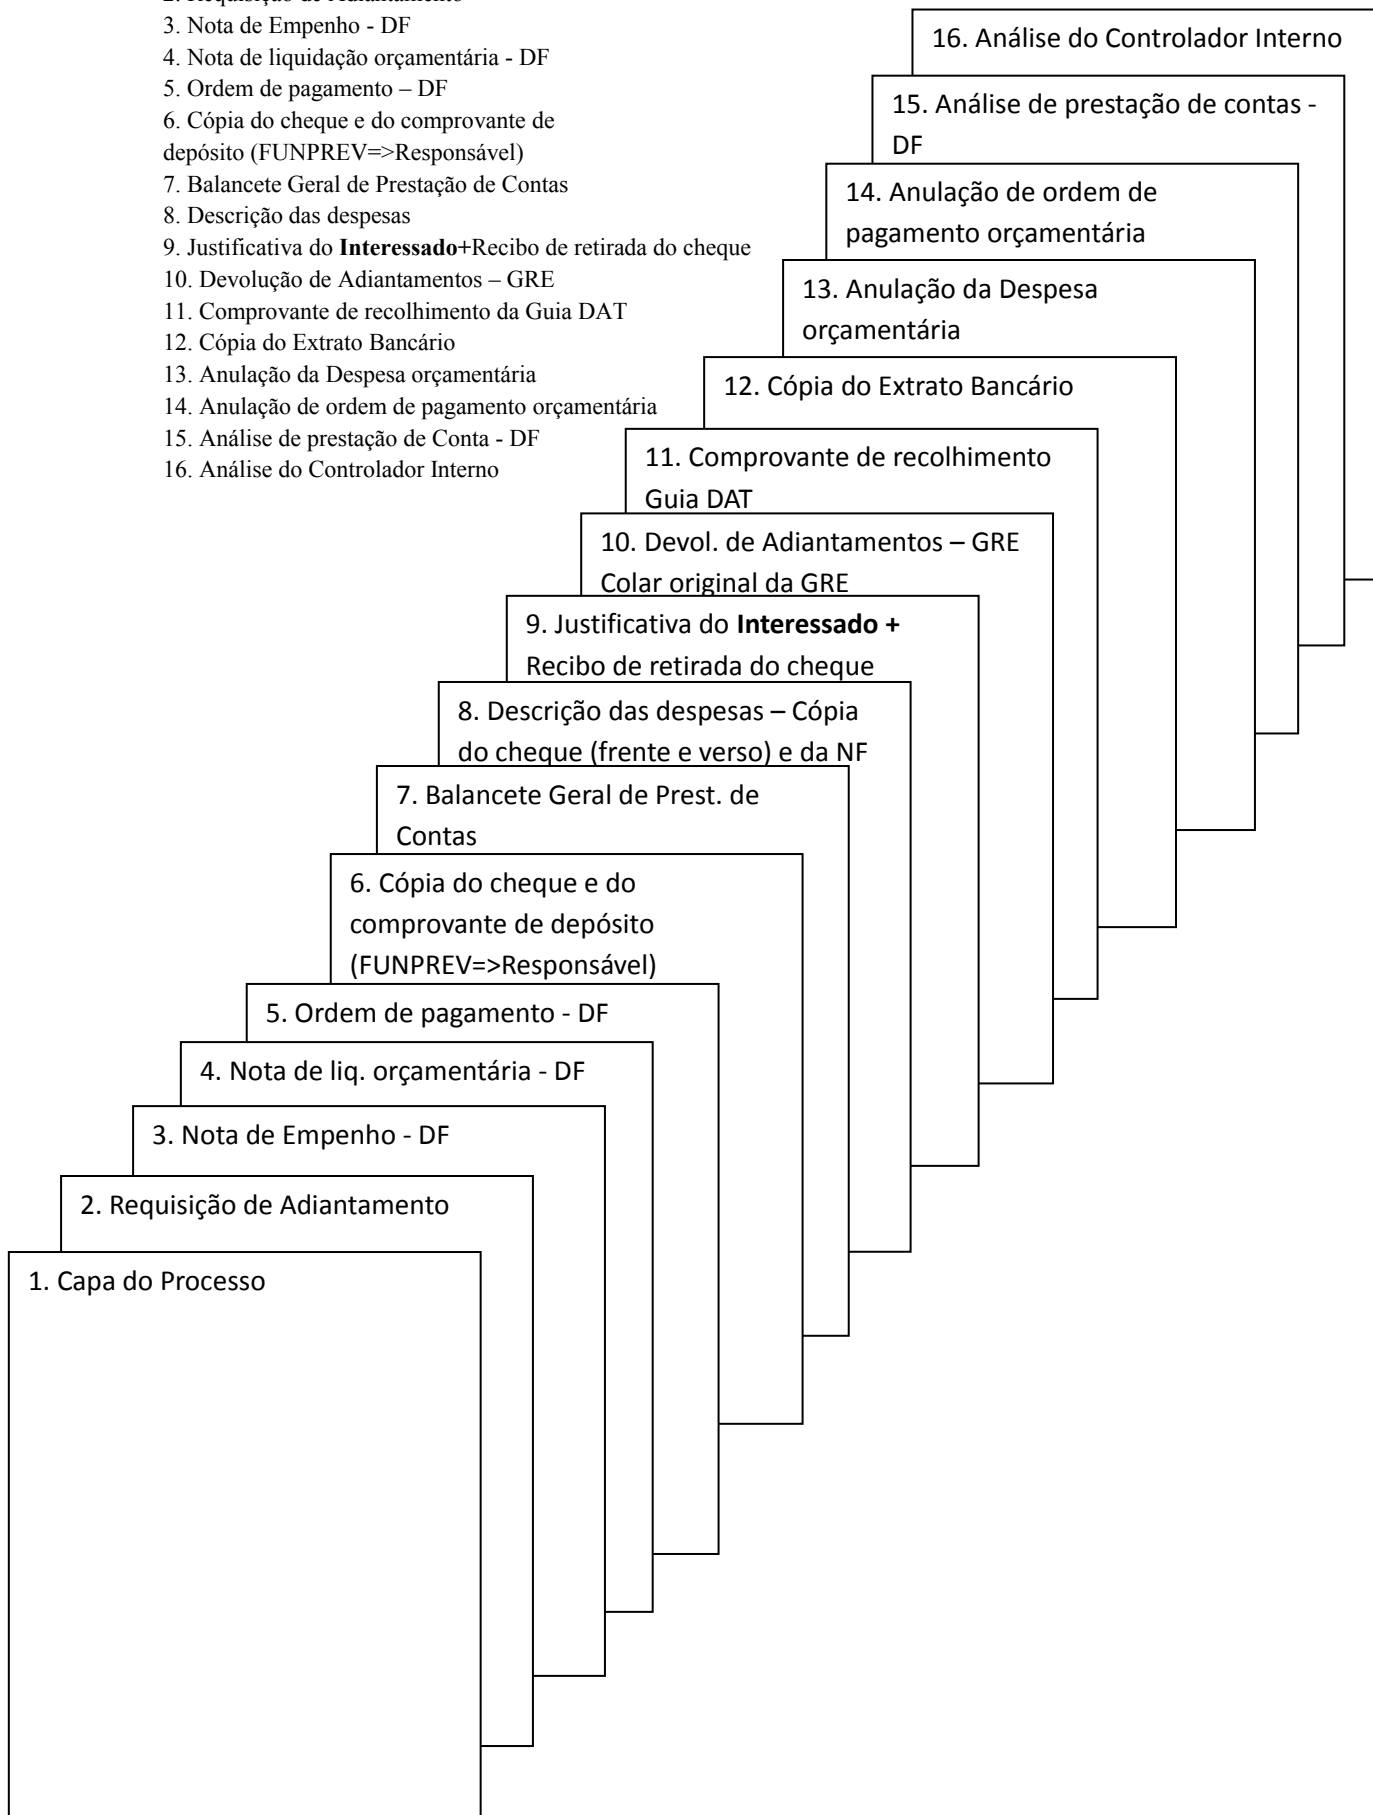 2. Requisição de Adiantamento
3. Nota de Empenho - DF
4. Nota de liquidação orçamentária - DF
5. Ordem de pagamento – DF
6. Cópia do cheque e do comprovante de
depósito (FUNPREV=>Responsável)
7. Balancete Geral de Prestação de Contas
8. Descrição das despesas
9. Justificativa do Interessado+Recibo de retirada do cheque
10. Devolução de Adiantamentos – GRE
11. Comprovante de recolhimento da Guia DAT
12. Cópia do Extrato Bancário
13. Anulação da Despesa orçamentária
14. Anulação de ordem de pagamento orçamentária
15. Análise de prestação de Conta - DF
16. Análise do Controlador Interno
16. Análise do Controlador Interno
15. Análise de prestação de contas -
DF
14. Anulação de ordem de
pagamento orçamentária
13. Anulação da Despesa
orçamentária
12. Cópia do Extrato Bancário
11. Comprovante de recolhimento
Guia DAT
10. Devol. de Adiantamentos – GRE
Colar original da GRE
9. Justificativa do Interessado +
Recibo de retirada do cheque
8. Descrição das despesas – Cópia
do cheque (frente e verso) e da NF
7. Balancete Geral de Prest. de
Contas
6. Cópia do cheque e do
comprovante de depósito
(FUNPREV=>Responsável)
5. Ordem de pagamento - DF
4. Nota de liq. orçamentária - DF
3. Nota de Empenho - DF
2. Requisição de Adiantamento
1. Capa do Processo